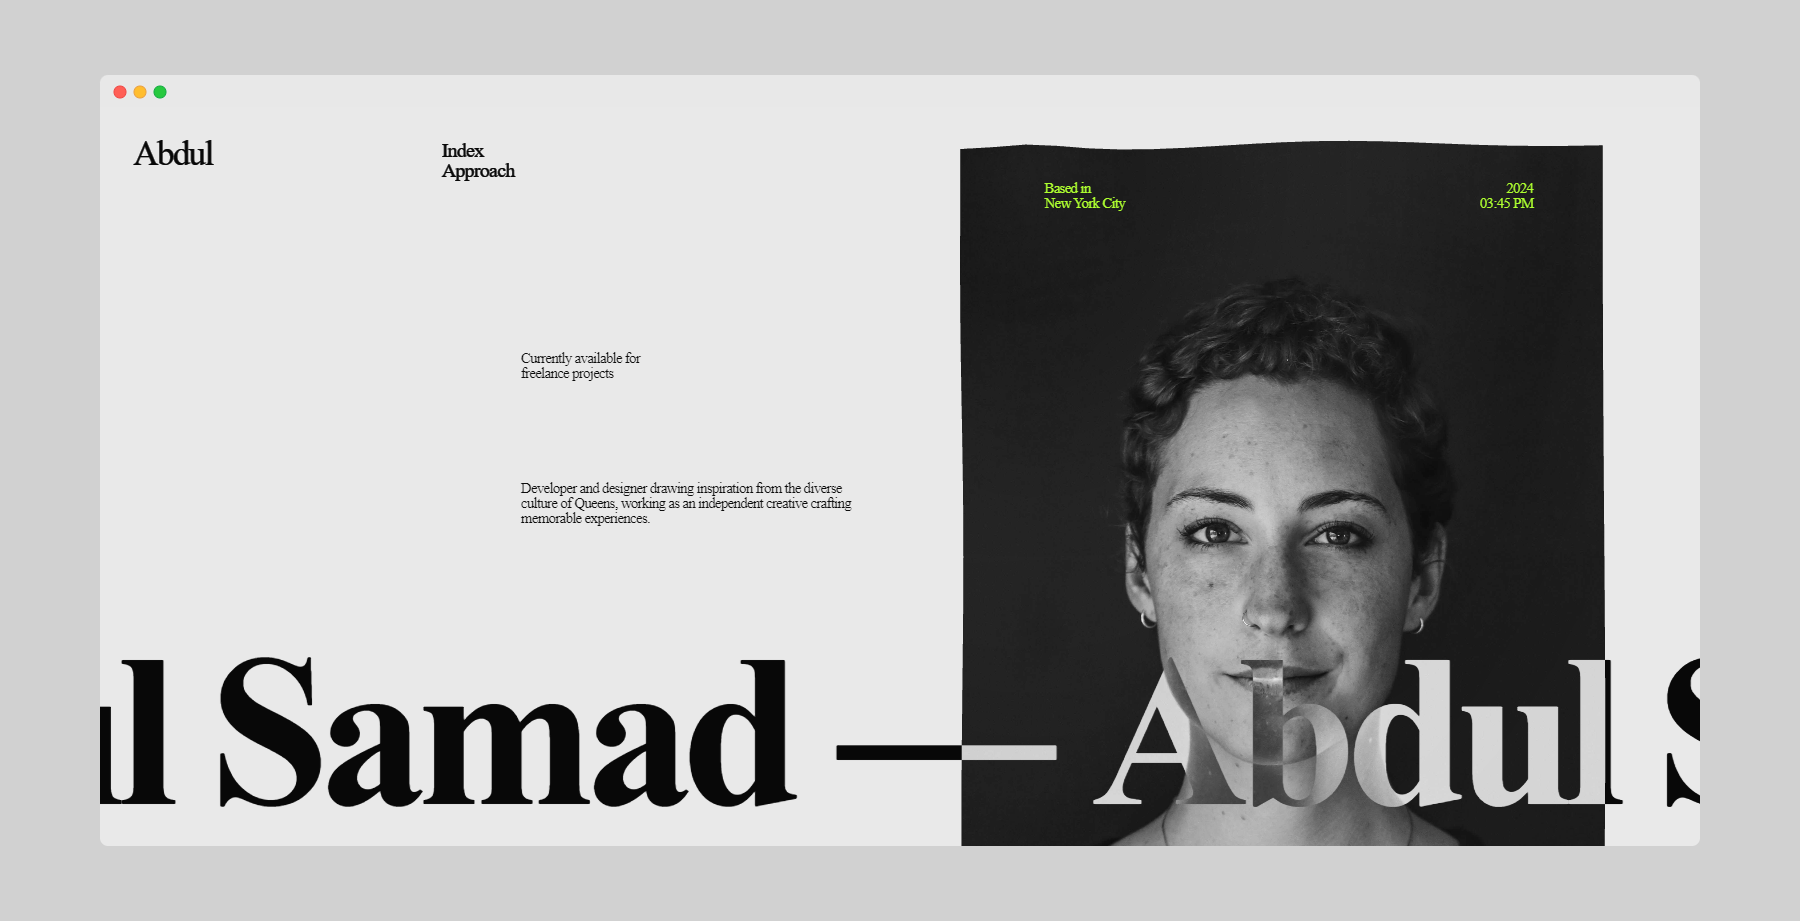 Abdul
Index
Approach
Based in
New York City
2024
03:45 PM
Currently available for
freelance projects
Developer and designer drawing inspiration from the diverse
culture of Queens, working as an independent creative crafting
memorable experiences.
ul Samad — Abdul S